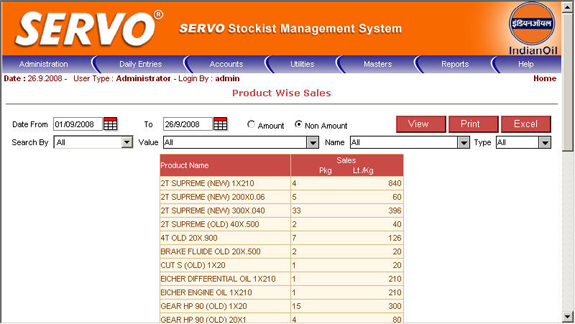 SERVO®
SERVO Stockist Management System
इंडियनऑयल
IndianOil
Administration Daily Entries Accounts Utilities Masters Reports Help
Date : 26.9.2008 - User Type : Administrator - Login By : admin Home
Product Wise Sales
Date From 01/09/2008 To 26/9/2008 Amount Non Amount View Print Excel
Search By All Value All Name All Type All
Product Name Sales
Pkg Lt./Kg
2T SUPREME (NEW) 1X210 4 840
2T SUPREME (NEW) 200X0.06 5 60
2T SUPREME (NEW) 300X.040 33 396
2T SUPREME (OLD) 40X.500 2 40
4T OLD 20X.900 7 126
BRAKE FLUIDE OLD 20X.500 2 20
CUT S (OLD) 1X20 1 20
EICHER DIFFERENTIAL OIL 1X210 1 210
EICHER ENGINE OIL 1X210 1 210
GEAR HP 90 (OLD) 1X20 15 300
GEAR HP 90 (OLD) 20X1 4 80